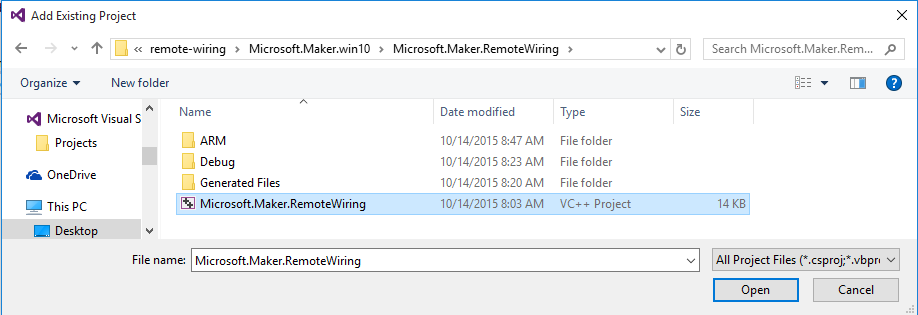 Add Existing Project
« remote-wiring Microsoft.Maker.win10 Microsoft.Maker.RemoteWiring Search Microsoft.Maker.Rem...
Organize New folder
Name Date modified Type Size
Microsoft Visual S
Projects
OneDrive
This PC
Desktop
ARM 10/14/2015 8:47 AM File folder
Debug 10/14/2015 8:23 AM File folder
Generated Files 10/14/2015 8:20 AM File folder
Microsoft.Maker.RemoteWiring 10/14/2015 8:03 AM VC++ Project 14 KB
File name: Microsoft.Maker.RemoteWiring All Project Files (*.csproj;*.vbpro
Open Cancel